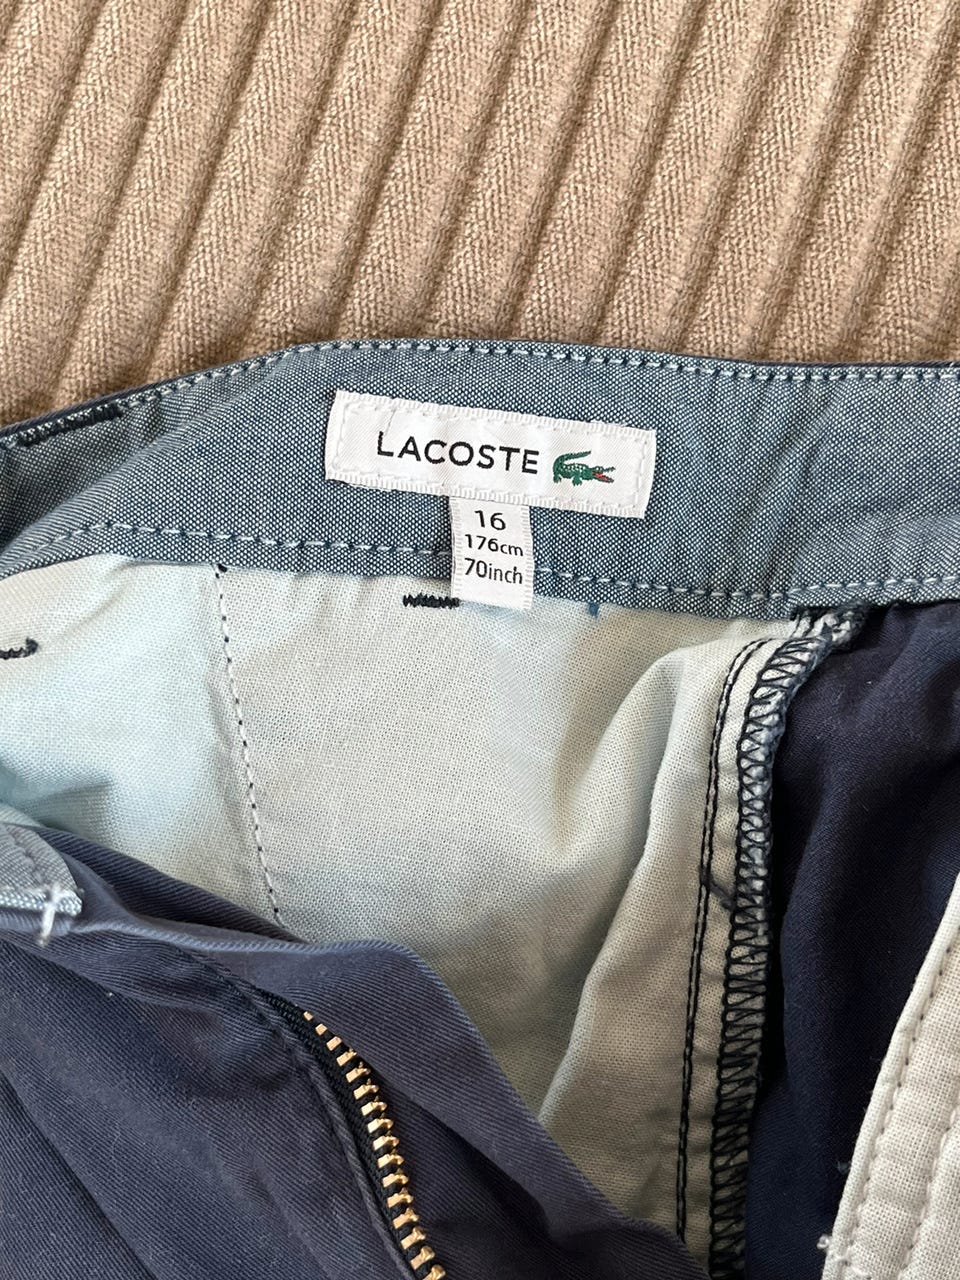 LACOSTE
16
176cm
70inch